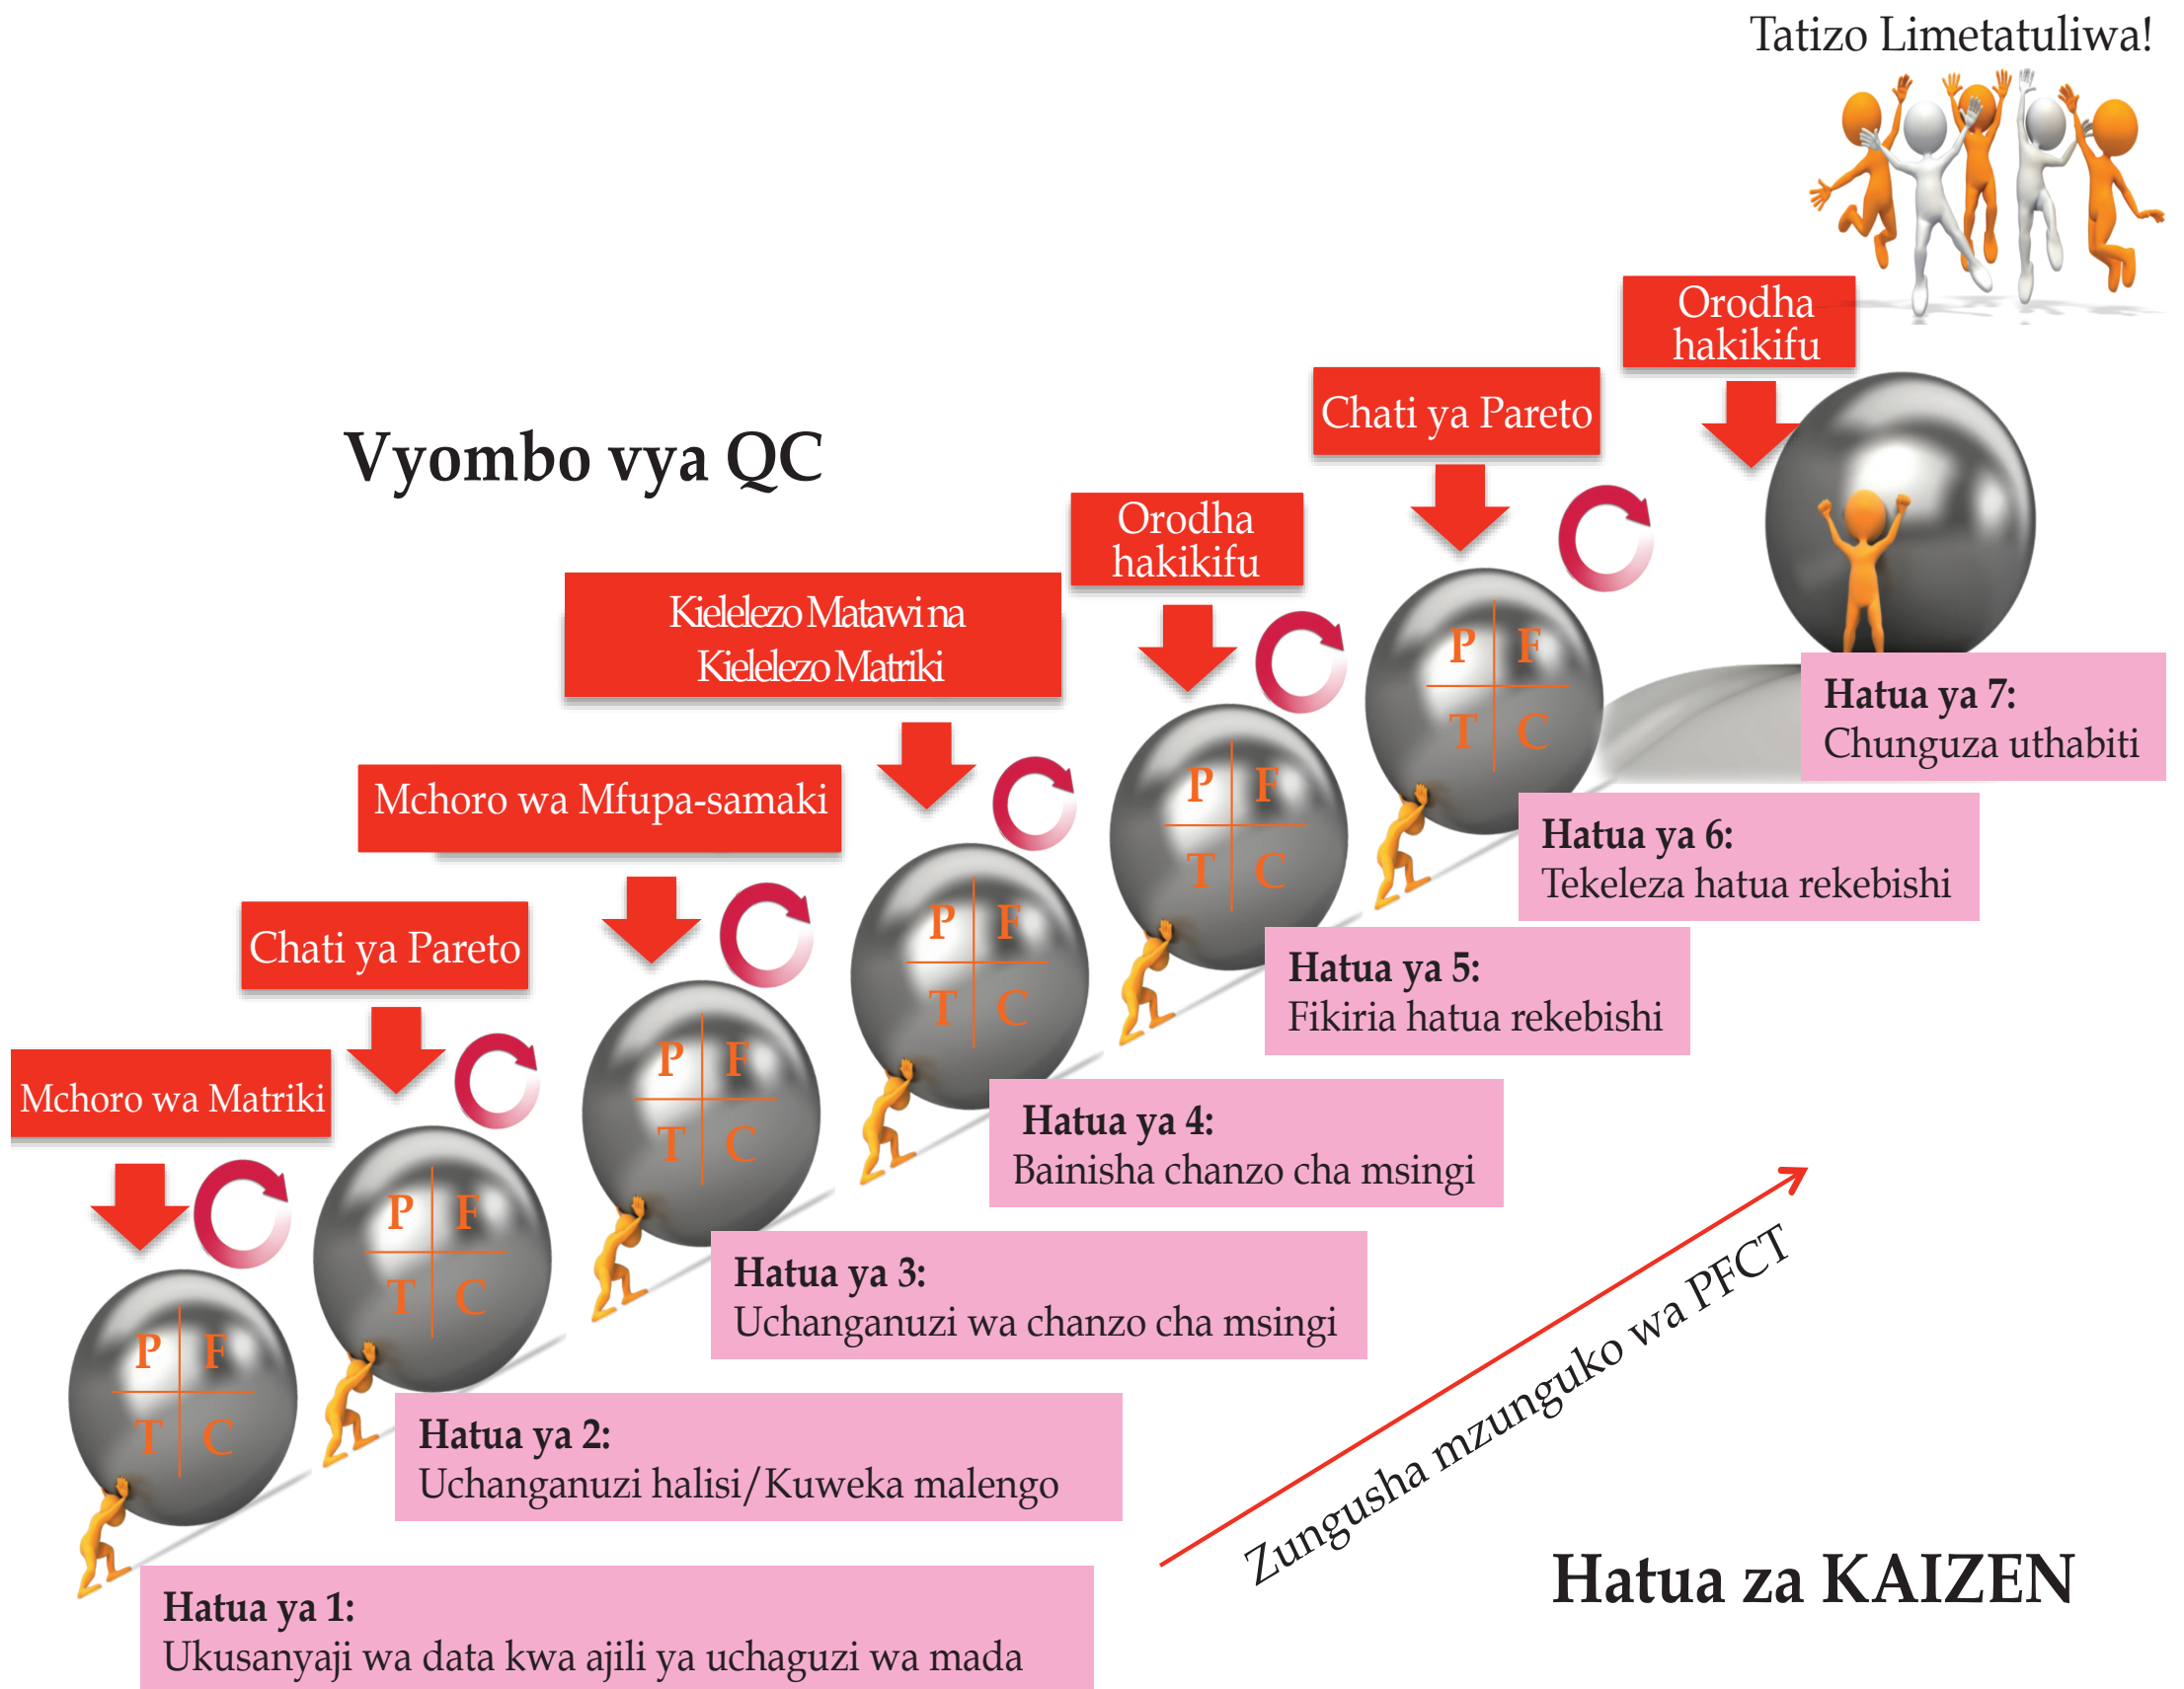 Tatizo Limetatuliwa!
Orodha
hakikifu
Chati ya Pareto
Vyombo vya QC
Orodha
hakikifu
Kielelezo Matawi na
Kielelezo Matriki
Mchoro wa Mfupa-samaki
Chati ya Pareto
Mchoro wa Matriki
P F
T C
Hatua ya 7:
Chunguza uthabiti
P F
T C
Hatua ya 6:
Tekeleza hatua rekebishi
P F
T C
Hatua ya 5:
Fikiria hatua rekebishi
P F
T C
Hatua ya 4:
Bainisha chanzo cha msingi
P F
T C
Hatua ya 3:
Uchanganuzi wa chanzo cha msingi
P F
T C
Hatua ya 2:
Uchanganuzi halisi/Kuweka malengo
Hatua ya 1:
Ukusanyaji wa data kwa ajili ya uchaguzi wa mada
Zungusha mzunguko wa PFCT
Hatua za KAIZEN